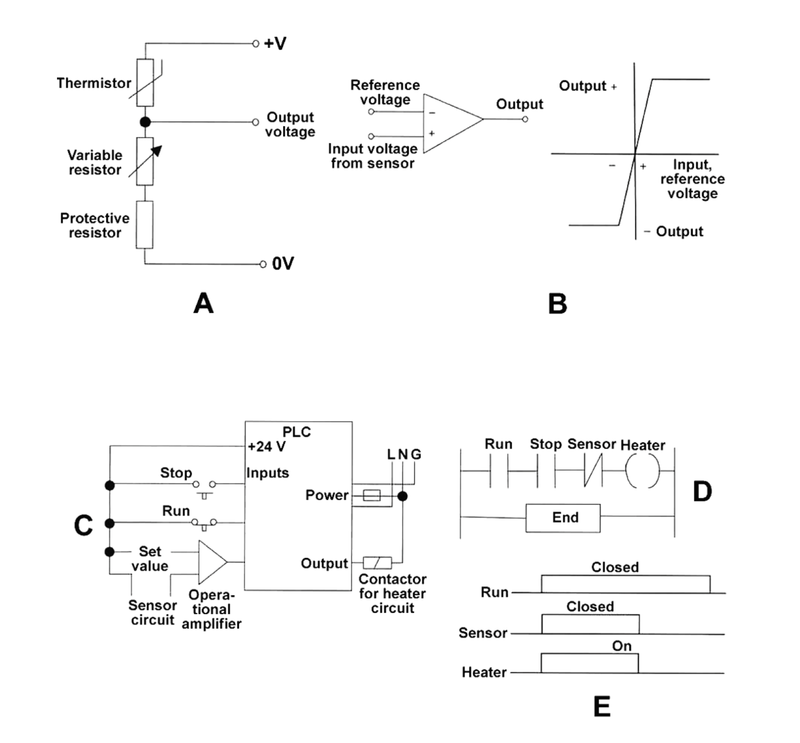 +V
Thermistor
Output
voltage
Variable
resistor
Protective
resistor
0V
A
Reference
voltage
−
+
Input voltage
from sensor
Output
Output +
− +
Input,
reference
voltage
− Output
B
PLC
+24 V
Inputs
Stop
Run
C
Set
value
Sensor
circuit
Opera-
tional
amplifier
L N G
Power
Output
Contactor
for heater
circuit
Run Stop Sensor Heater
End
D
Closed
Run
Closed
Sensor
On
Heater
E